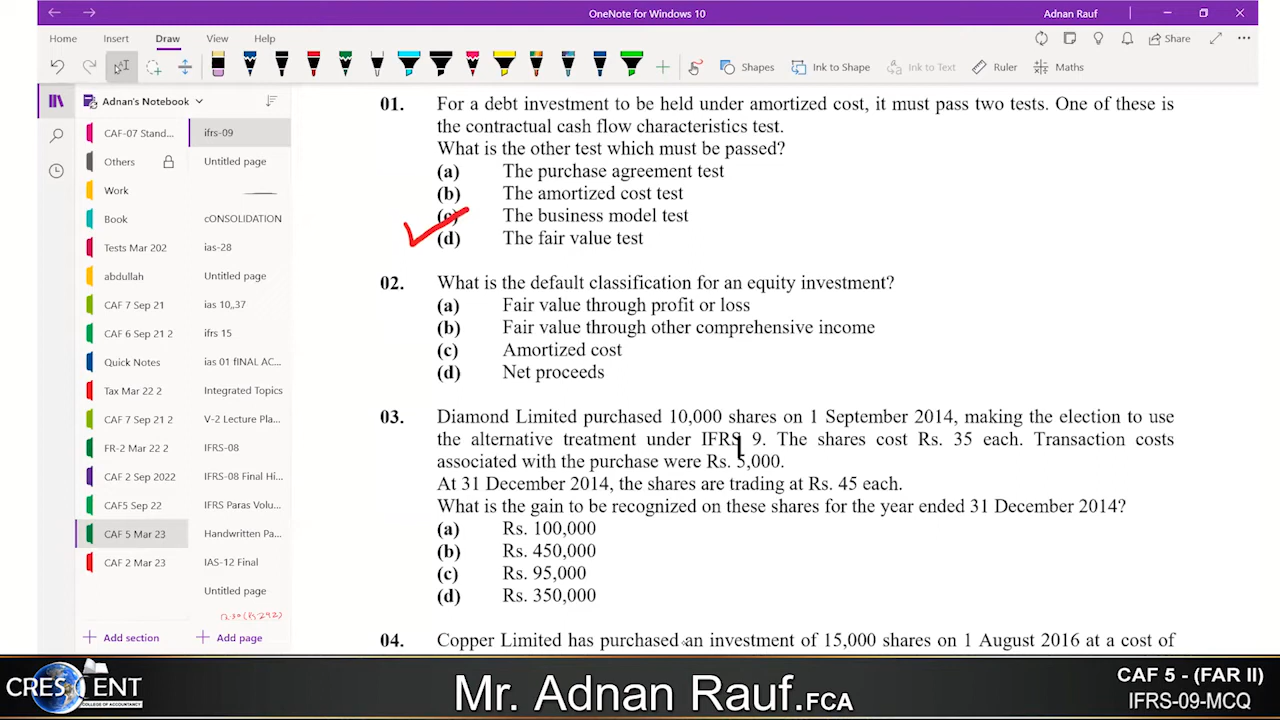 OneNote for Windows 10
Adnan Rauf
Home Insert Draw View Help
Share
Shapes Ink to Shape Ink to Text Ruler Maths
Adnan's Notebook
CAF-07 Stand...
Others
Work
Book
Tests Mar 202
abdullah
CAF 7 Sep 21
CAF 6 Sep 21 2
Quick Notes
Tax Mar 22 2
CAF 7 Sep 21 2
FR-2 Mar 22 2
CAF 2 Sep 2022
CAF5 Sep 22
CAF 5 Mar 23
CAF 2 Mar 23
Add section
ifrs-09
Untitled page
cONSOLIDATION
ias-28
Untitled page
ias 10,,37
ifrs 15
ias 01 fINAL AC...
Integrated Topics
V-2 Lecture Pla...
IFRS-08
IFRS-08 Final Hi...
IFRS Paras Volu...
Handwritten Pa...
IAS-12 Final
Untitled page
Add page
01. For a debt investment to be held under amortized cost, it must pass two tests. One of these is
the contractual cash flow characteristics test.
What is the other test which must be passed?
(a) The purchase agreement test
(b) The amortized cost test
(c) The business model test
(d) The fair value test
02. What is the default classification for an equity investment?
(a) Fair value through profit or loss
(b) Fair value through other comprehensive income
(c) Amortized cost
(d) Net proceeds
03. Diamond Limited purchased 10,000 shares on 1 September 2014, making the election to use
the alternative treatment under IFRS 9. The shares cost Rs. 35 each. Transaction costs
associated with the purchase were Rs. 5,000.
At 31 December 2014, the shares are trading at Rs. 45 each.
What is the gain to be recognized on these shares for the year ended 31 December 2014?
(a) Rs. 100,000
(b) Rs. 450,000
(c) Rs. 95,000
(d) Rs. 350,000
04. Copper Limited has purchased an investment of 15,000 shares on 1 August 2016 at a cost of
CRESCENT
COLLEGE OF ACCOUNTANCY
Mr. Adnan Rauf.FCA
CAF 5 - (FAR II)
IFRS-09-MCQ